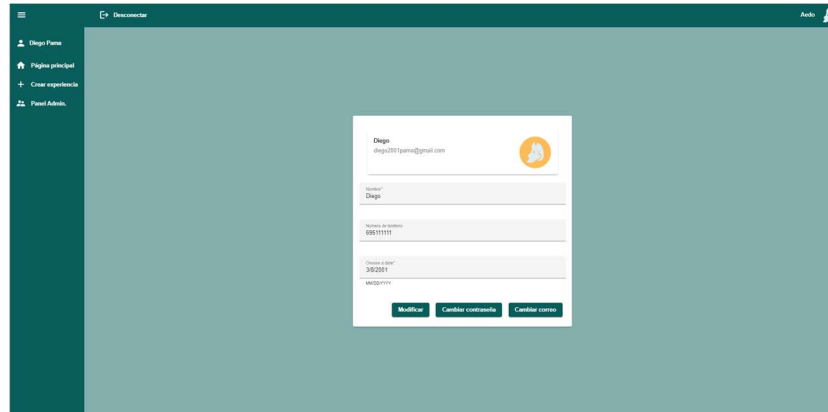 Desconectar
Aedo
Diego Pama
Página principal
Crear experiencia
Panel Admin.
Diego
diego2001pama@gmail.com
Nombre*
Diego
Número de teléfono
695111111
Choose a date*
3/8/2001
MM/DD/YYYY
Modificar
Cambiar contraseña
Cambiar correo